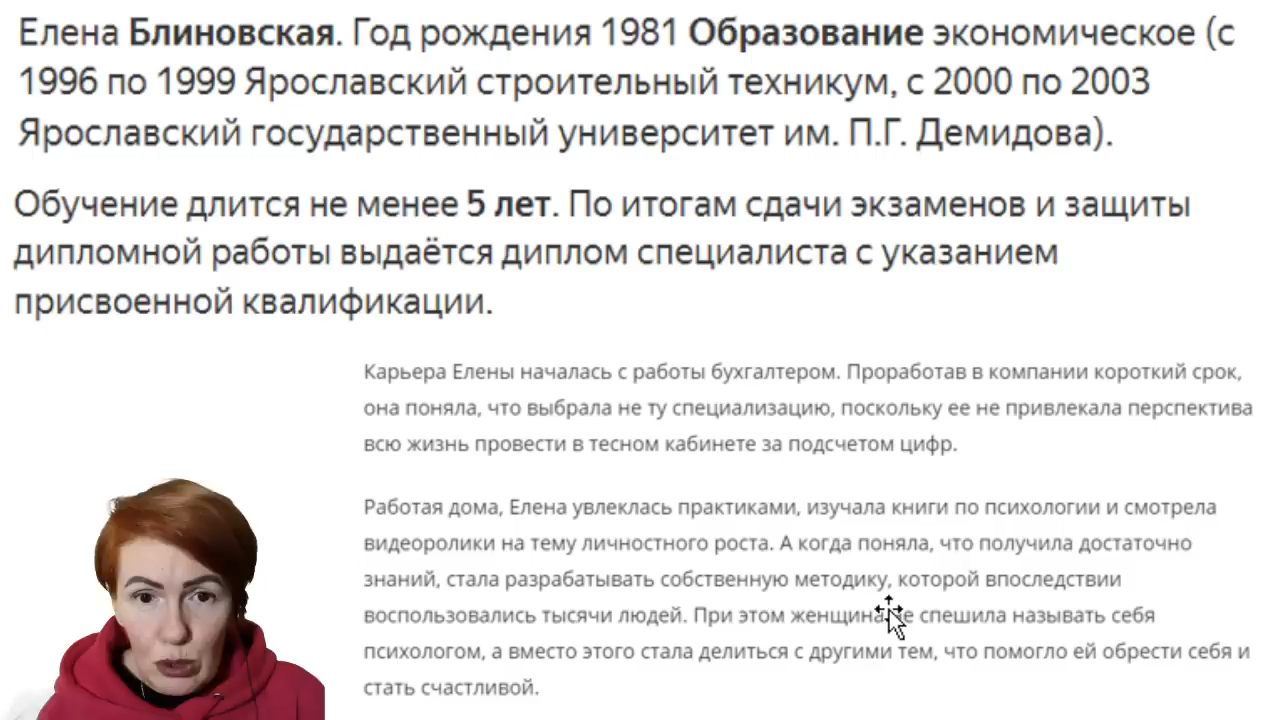 Елена Блиновская. Год рождения 1981 Образование экономическое (с
1996 по 1999 Ярославский строительный техникум, с 2000 по 2003
Ярославский государственный университет им. П.Г. Демидова).
Обучение длится не менее 5 лет. По итогам сдачи экзаменов и защиты
дипломной работы выдаётся диплом специалиста с указанием
присвоенной квалификации.
Карьера Елены началась с работы бухгалтером. Проработав в компании короткий срок,
она поняла, что выбрала не ту специализацию, поскольку ее не привлекала перспектива
всю жизнь провести в тесном кабинете за подсчетом цифр.
Работая дома, Елена увлеклась практиками, изучала книги по психологии и смотрела
видеоролики на тему личностного роста. А когда поняла, что получила достаточно
знаний, стала разрабатывать собственную методику, которой впоследствии
воспользовались тысячи людей. При этом женщина не спешила называть себя
психологом, а вместо этого стала делиться с другими тем, что помогло ей обрести себя и
стать счастливой.